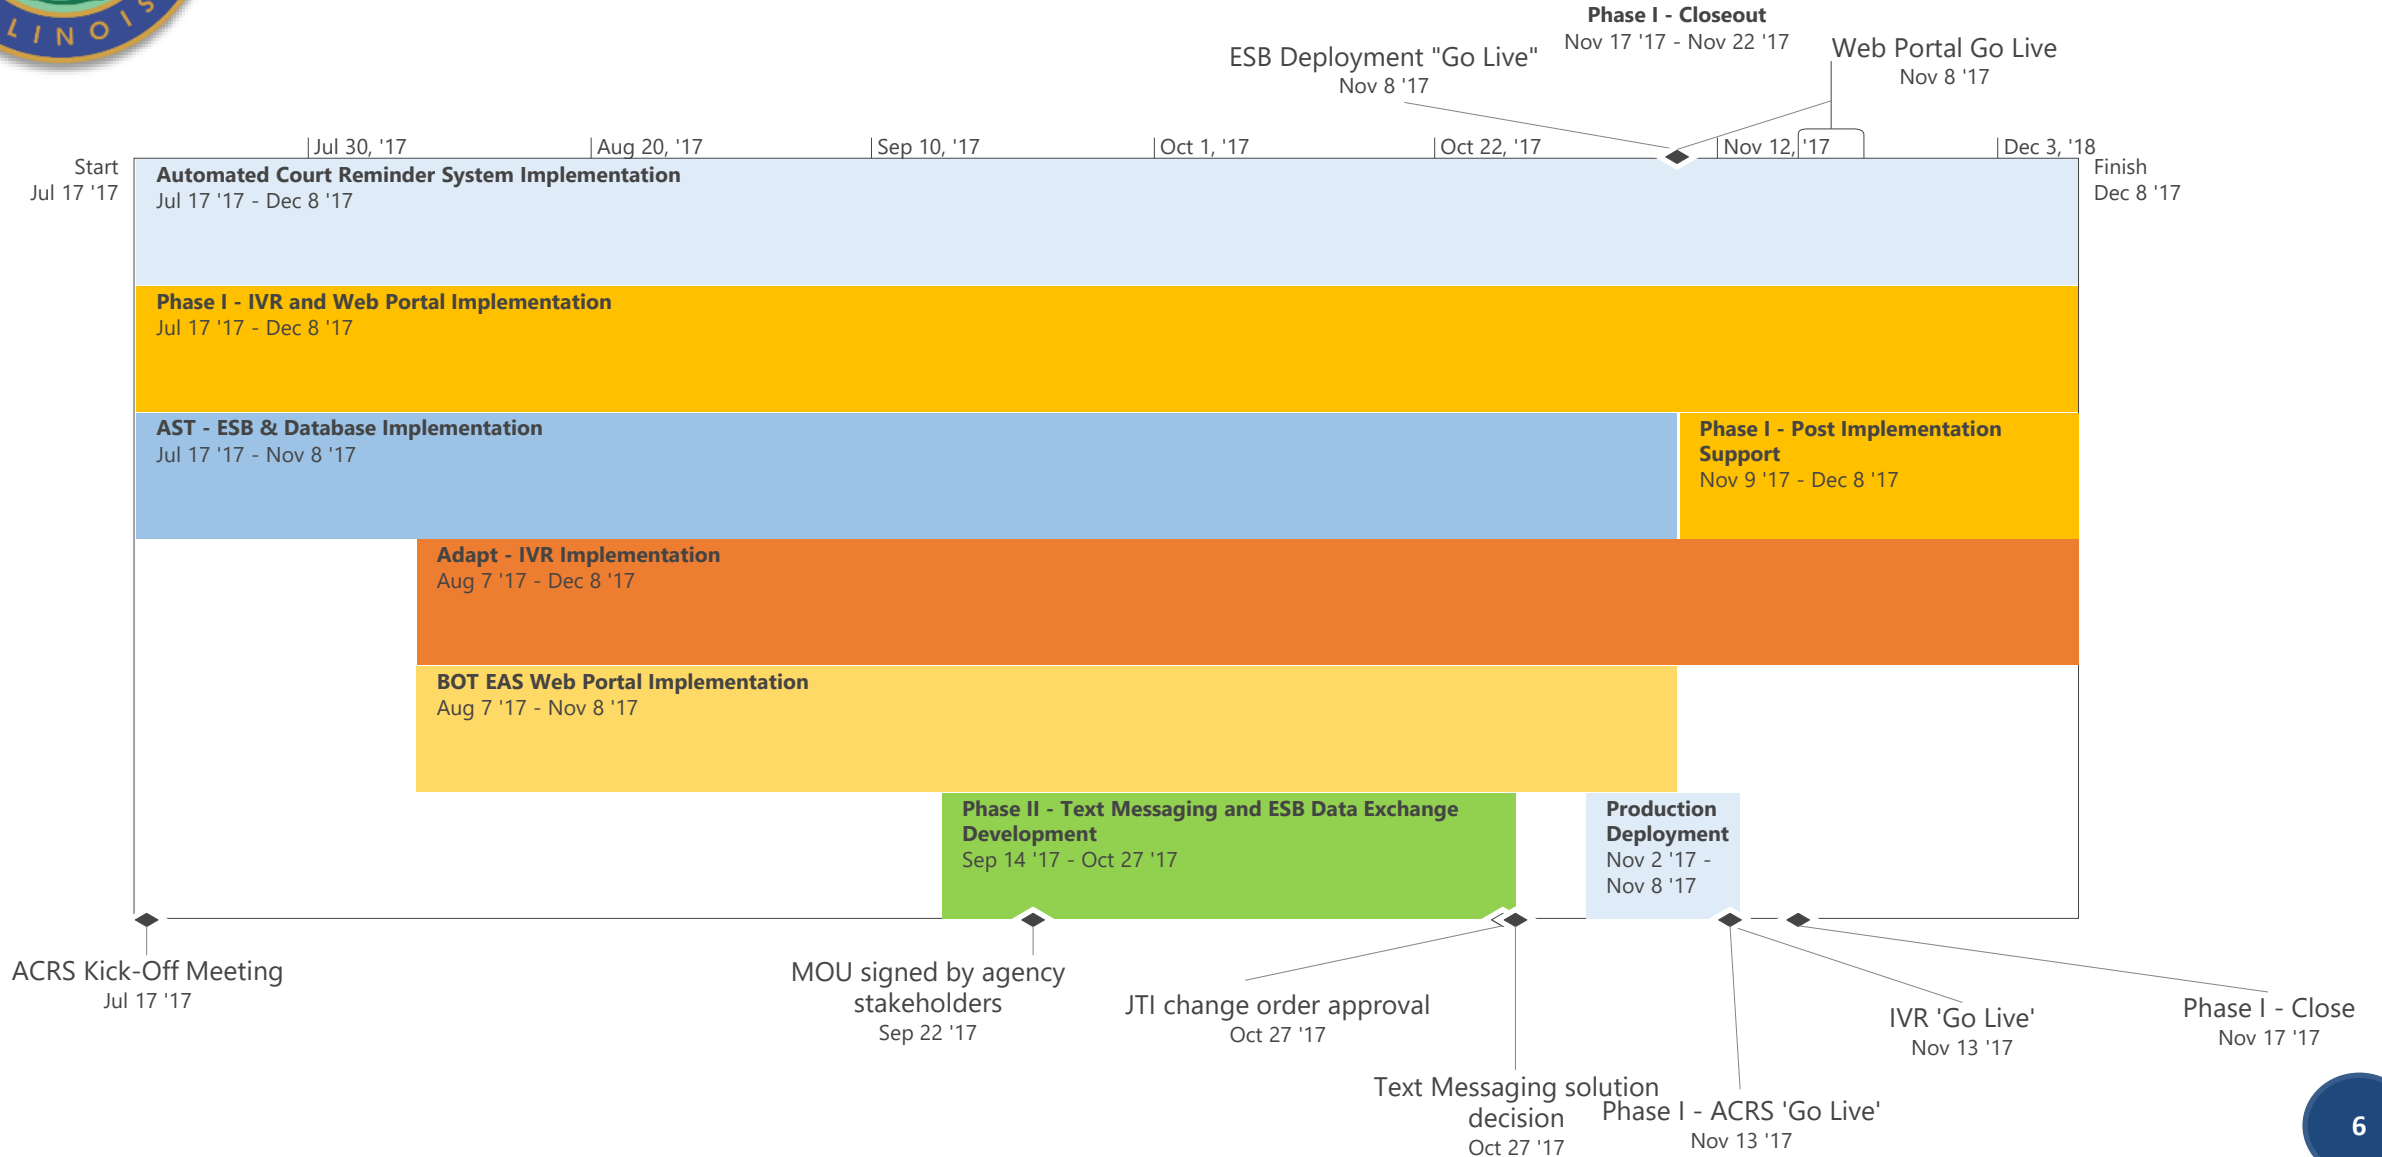 LINOIS
Phase I - Closeout
Nov 17 '17 - Nov 22 '17
ESB Deployment "Go Live"
Nov 8 '17
Web Portal Go Live
Nov 8 '17
Jul 30, '17
Aug 20, '17
Sep 10, '17
Oct 1, '17
Oct 22, '17
Nov 12, '17
Dec 3, '18
Start
Jul 17 '17
Finish
Dec 8 '17
Automated Court Reminder System Implementation
Jul 17 '17 - Dec 8 '17
Phase I - IVR and Web Portal Implementation
Jul 17 '17 - Dec 8 '17
AST - ESB & Database Implementation
Jul 17 '17 - Nov 8 '17
Phase I - Post Implementation
Support
Nov 9 '17 - Dec 8 '17
Adapt - IVR Implementation
Aug 7 '17 - Dec 8 '17
BOT EAS Web Portal Implementation
Aug 7 '17 - Nov 8 '17
Phase II - Text Messaging and ESB Data Exchange
Development
Sep 14 '17 - Oct 27 '17
Production
Deployment
Nov 2 '17 -
Nov 8 '17
ACRS Kick-Off Meeting
Jul 17 '17
MOU signed by agency
stakeholders
Sep 22 '17
JTI change order approval
Oct 27 '17
Text Messaging solution
decision
Oct 27 '17
Phase I - ACRS 'Go Live'
Nov 13 '17
IVR 'Go Live'
Nov 13 '17
Phase I - Close
Nov 17 '17
6